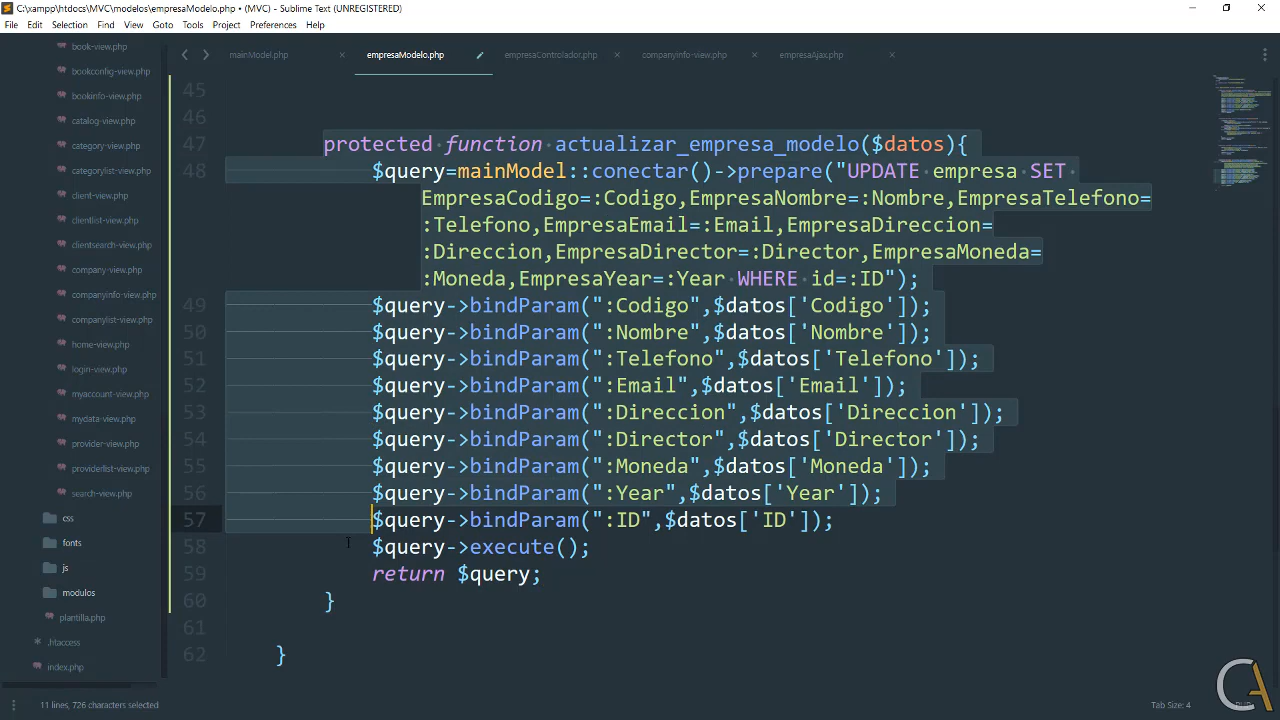 C:\xampp\htdocs\MVC\modelos\empresaModelo.php • (MVC) - Sublime Text (UNREGISTERED)
File Edit Selection Find View Goto Tools Project Preferences Help
mainModel.php empresaModelo.php empresaControlador.php companyinfo-view.php empresaAjax.php
book-view.php
bookconfig-view.php
bookinfo-view.php
catalog-view.php
category-view.php
categorylist-view.php
client-view.php
clientlist-view.php
clientsearch-view.php
company-view.php
companyinfo-view.php
companylist-view.php
home-view.php
login-view.php
myaccount-view.php
mydata-view.php
provider-view.php
providerlist-view.php
search-view.php
css
fonts
js
modulos
plantilla.php
.htaccess
index.php
45
46
47 protected function actualizar_empresa_modelo($datos){
48 $query=mainModel::conectar()->prepare("UPDATE empresa SET
EmpresaCodigo=:Codigo,EmpresaNombre=:Nombre,EmpresaTelefono=
:Telefono,EmpresaEmail=:Email,EmpresaDireccion=
:Direccion,EmpresaDirector=:Director,EmpresaMoneda=
:Moneda,EmpresaYear=:Year WHERE id=:ID");
49 $query->bindParam(":Codigo",$datos['Codigo']);
50 $query->bindParam(":Nombre",$datos['Nombre']);
51 $query->bindParam(":Telefono",$datos['Telefono']);
52 $query->bindParam(":Email",$datos['Email']);
53 $query->bindParam(":Direccion",$datos['Direccion']);
54 $query->bindParam(":Director",$datos['Director']);
55 $query->bindParam(":Moneda",$datos['Moneda']);
56 $query->bindParam(":Year",$datos['Year']);
57 $query->bindParam(":ID",$datos['ID']);
58 $query->execute();
59 return $query;
60 }
61
62 }
11 lines, 726 characters selected
Tab Size: 4
CA